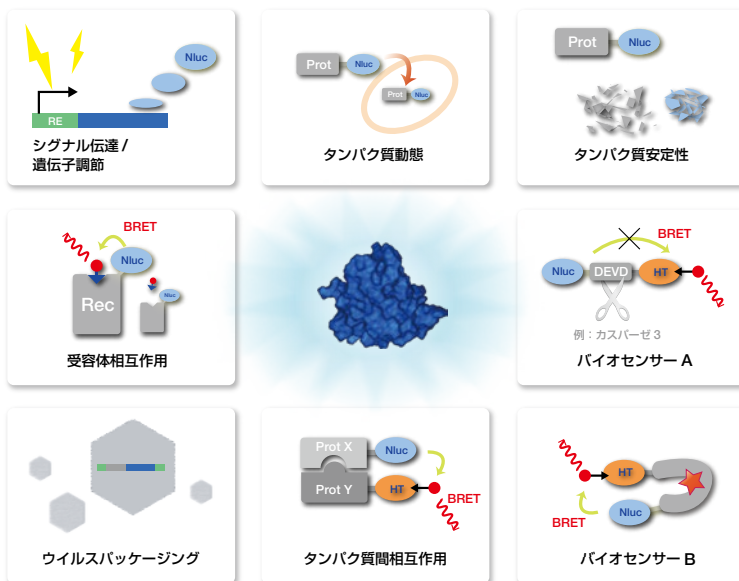 Nluc
RE
シグナル伝達 /
遺伝子調節
Prot
Nluc
Prot
Nluc
タンパク質動態
Prot
Nluc
タンパク質安定性
BRET
Nluc
Rec
Nluc
受容体相互作用
BRET
Nluc
DEVD
HT
例：カスパーゼ 3
バイオセンサー A
ウイルスパッケージング
Prot X
Nluc
Prot Y
HT
BRET
タンパク質間相互作用
HT
Nluc
BRET
バイオセンサー B